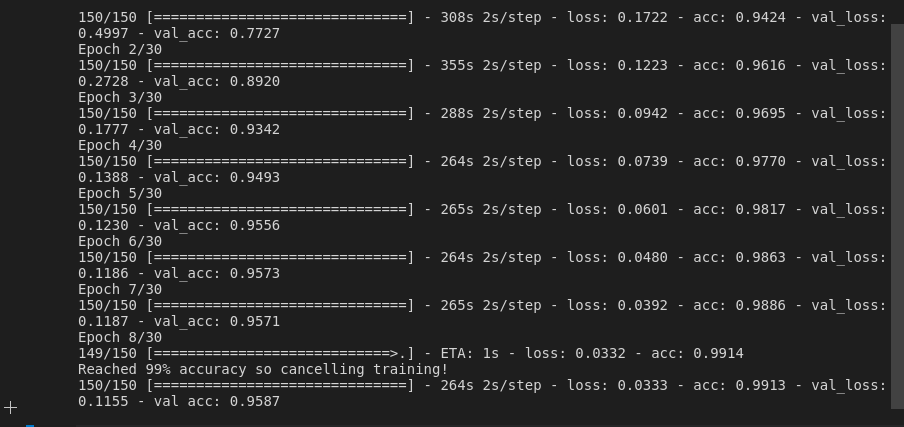 150/150 [==============================] - 308s 2s/step - loss: 0.1722 - acc: 0.9424 - val_loss:
0.4997 - val_acc: 0.7727
Epoch 2/30
150/150 [==============================] - 355s 2s/step - loss: 0.1223 - acc: 0.9616 - val_loss:
0.2728 - val_acc: 0.8920
Epoch 3/30
150/150 [==============================] - 288s 2s/step - loss: 0.0942 - acc: 0.9695 - val_loss:
0.1777 - val_acc: 0.9342
Epoch 4/30
150/150 [==============================] - 264s 2s/step - loss: 0.0739 - acc: 0.9770 - val_loss:
0.1388 - val_acc: 0.9493
Epoch 5/30
150/150 [==============================] - 265s 2s/step - loss: 0.0601 - acc: 0.9817 - val_loss:
0.1230 - val_acc: 0.9556
Epoch 6/30
150/150 [==============================] - 264s 2s/step - loss: 0.0480 - acc: 0.9863 - val_loss:
0.1186 - val_acc: 0.9573
Epoch 7/30
150/150 [==============================] - 265s 2s/step - loss: 0.0392 - acc: 0.9886 - val_loss:
0.1187 - val_acc: 0.9571
Epoch 8/30
149/150 [============================>.] - ETA: 1s - loss: 0.0332 - acc: 0.9914
Reached 99% accuracy so cancelling training!
150/150 [==============================] - 264s 2s/step - loss: 0.0333 - acc: 0.9913 - val_loss:
0.1155 - val_acc: 0.9587